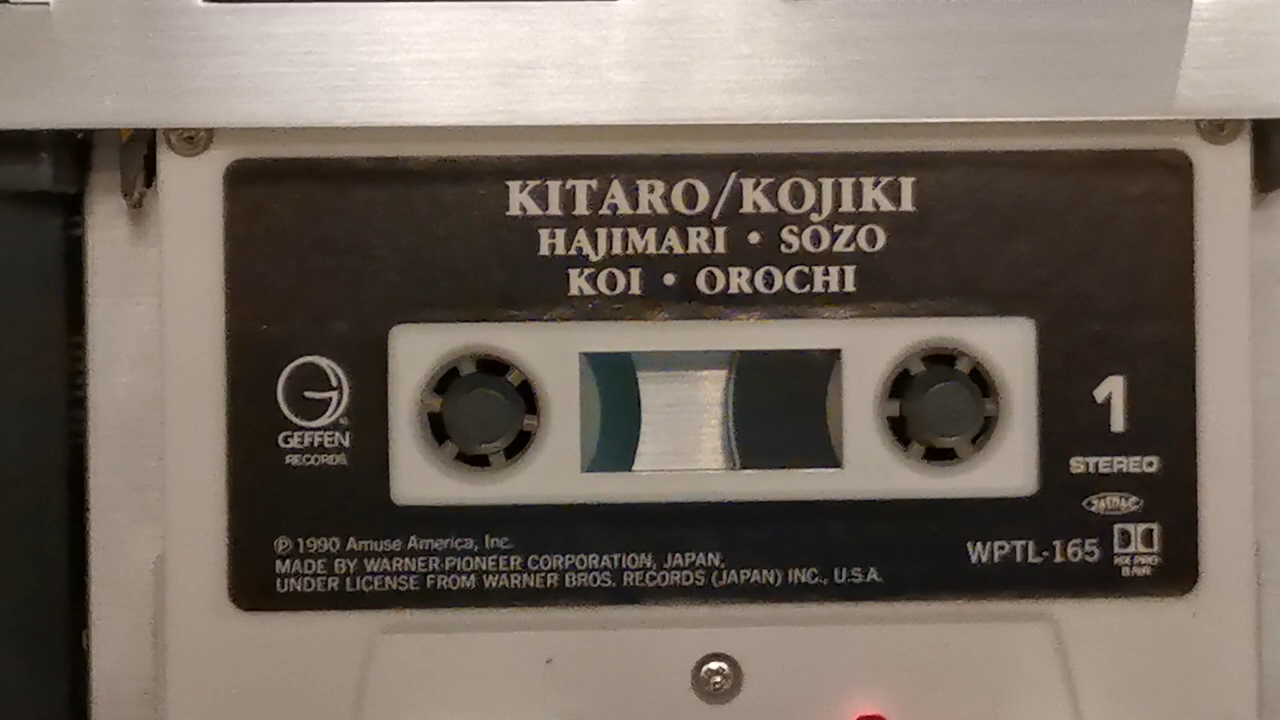 KITARO/KOJIKI
HAJIMARI • SOZO
KOI • OROCHI
GEFFEN
RECORDS
1
STEREO
℗ 1990 Amuse America, Inc.
MADE BY WARNER-PIONEER CORPORATION, JAPAN,
UNDER LICENSE FROM WARNER BROS. RECORDS (JAPAN) INC., U.S.A.
WPTL-165